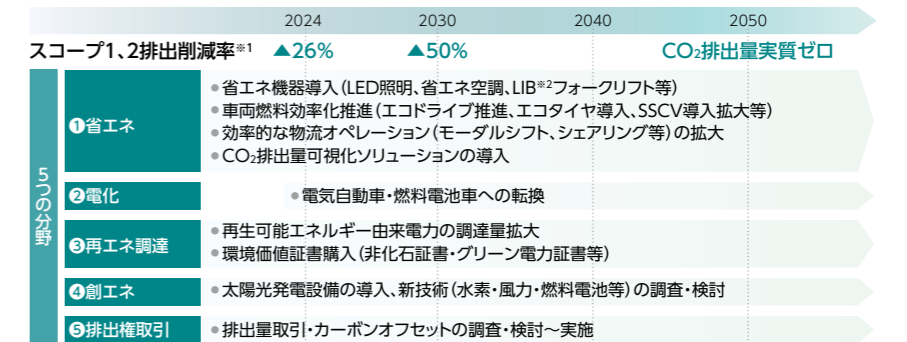 2024 2030 2040 2050
スコープ1、2排出削減率※1 ▲26% ▲50% CO₂排出量実質ゼロ
5つの分野
❶省エネ
●省エネ機器導入(LED照明、省エネ空調、LIB※2フォークリフト等)
●車両燃料効率化推進(エコドライブ推進、エコタイヤ導入、SSCV導入拡大等)
●効率的な物流オペレーション(モーダルシフト、シェアリング等)の拡大
●CO₂排出量可視化ソリューションの導入
❷電化
●電気自動車・燃料電池車への転換
❸再エネ調達
●再生可能エネルギー由来電力の調達量拡大
●環境価値証書購入(非化石証書・グリーン電力証書等)
❹創エネ
●太陽光発電設備の導入、新技術(水素・風力・燃料電池等)の調査・検討
❺排出権取引
●排出量取引・カーボンオフセットの調査・検討〜実施